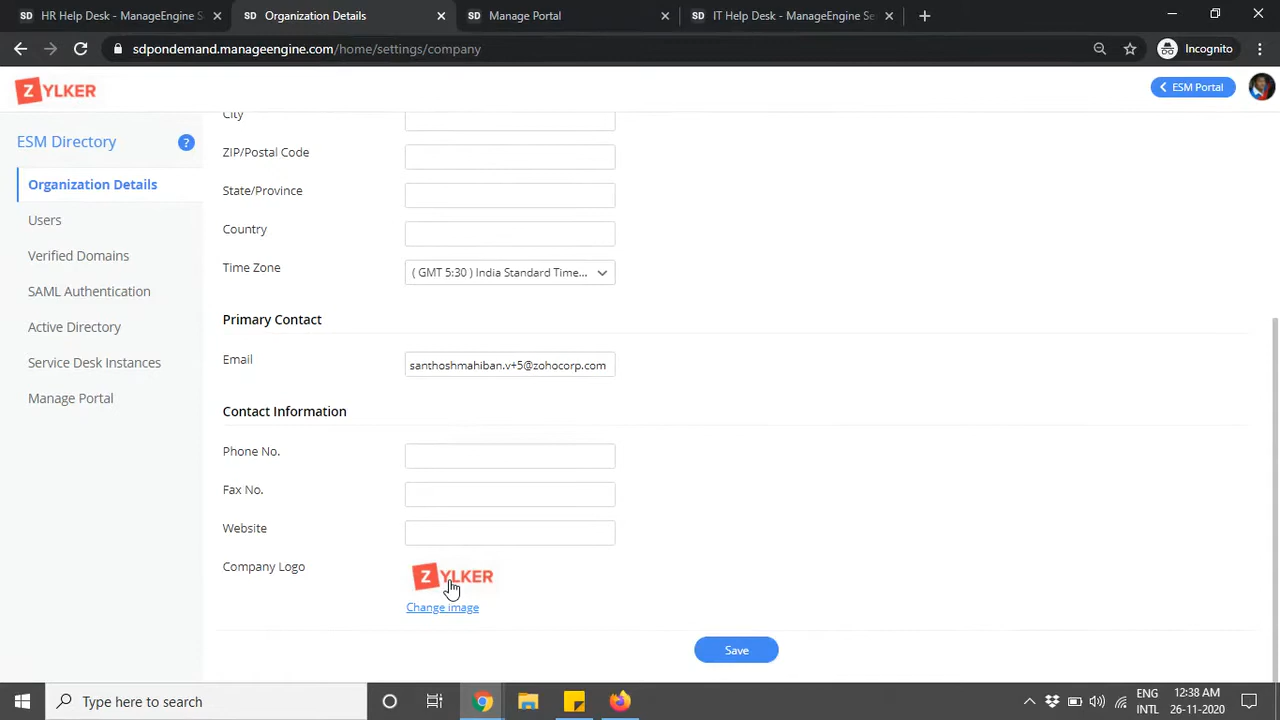 SD HR Help Desk - ManageEngine S
SD Organization Details
SD Manage Portal
SD IT Help Desk - ManageEngine Se
sdpondemand.manageengine.com/home/settings/company
Incognito
ZYLKER
ESM Portal
ESM Directory ?
Organization Details
Users
Verified Domains
SAML Authentication
Active Directory
Service Desk Instances
Manage Portal
City
ZIP/Postal Code
State/Province
Country
Time Zone ( GMT 5:30 ) India Standard Time...
Primary Contact
Email santhoshmahiban.v+5@zohocorp.com
Contact Information
Phone No.
Fax No.
Website
Company Logo ZYLKER
Change image
Save
Type here to search
ENG 12:38 AM
INTL 26-11-2020